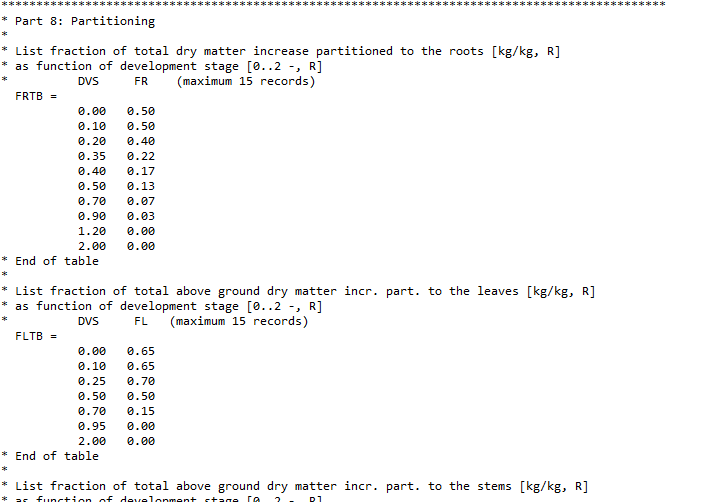 ***********************************************************************************************
* Part 8: Partitioning
*
* List fraction of total dry matter increase partitioned to the roots [kg/kg, R]
* as function of development stage [0..2 -, R]
*          DVS     FR    (maximum 15 records)
  FRTB =
           0.00   0.50
           0.10   0.50
           0.20   0.40
           0.35   0.22
           0.40   0.17
           0.50   0.13
           0.70   0.07
           0.90   0.03
           1.20   0.00
           2.00   0.00
* End of table
*
* List fraction of total above ground dry matter incr. part. to the leaves [kg/kg, R]
* as function of development stage [0..2 -, R]
*          DVS     FL   (maximum 15 records)
  FLTB =
           0.00   0.65
           0.10   0.65
           0.25   0.70
           0.50   0.50
           0.70   0.15
           0.95   0.00
           2.00   0.00
* End of table
*
* List fraction of total above ground dry matter incr. part. to the stems [kg/kg, R]
* as function of development stage [0..2 -, R]